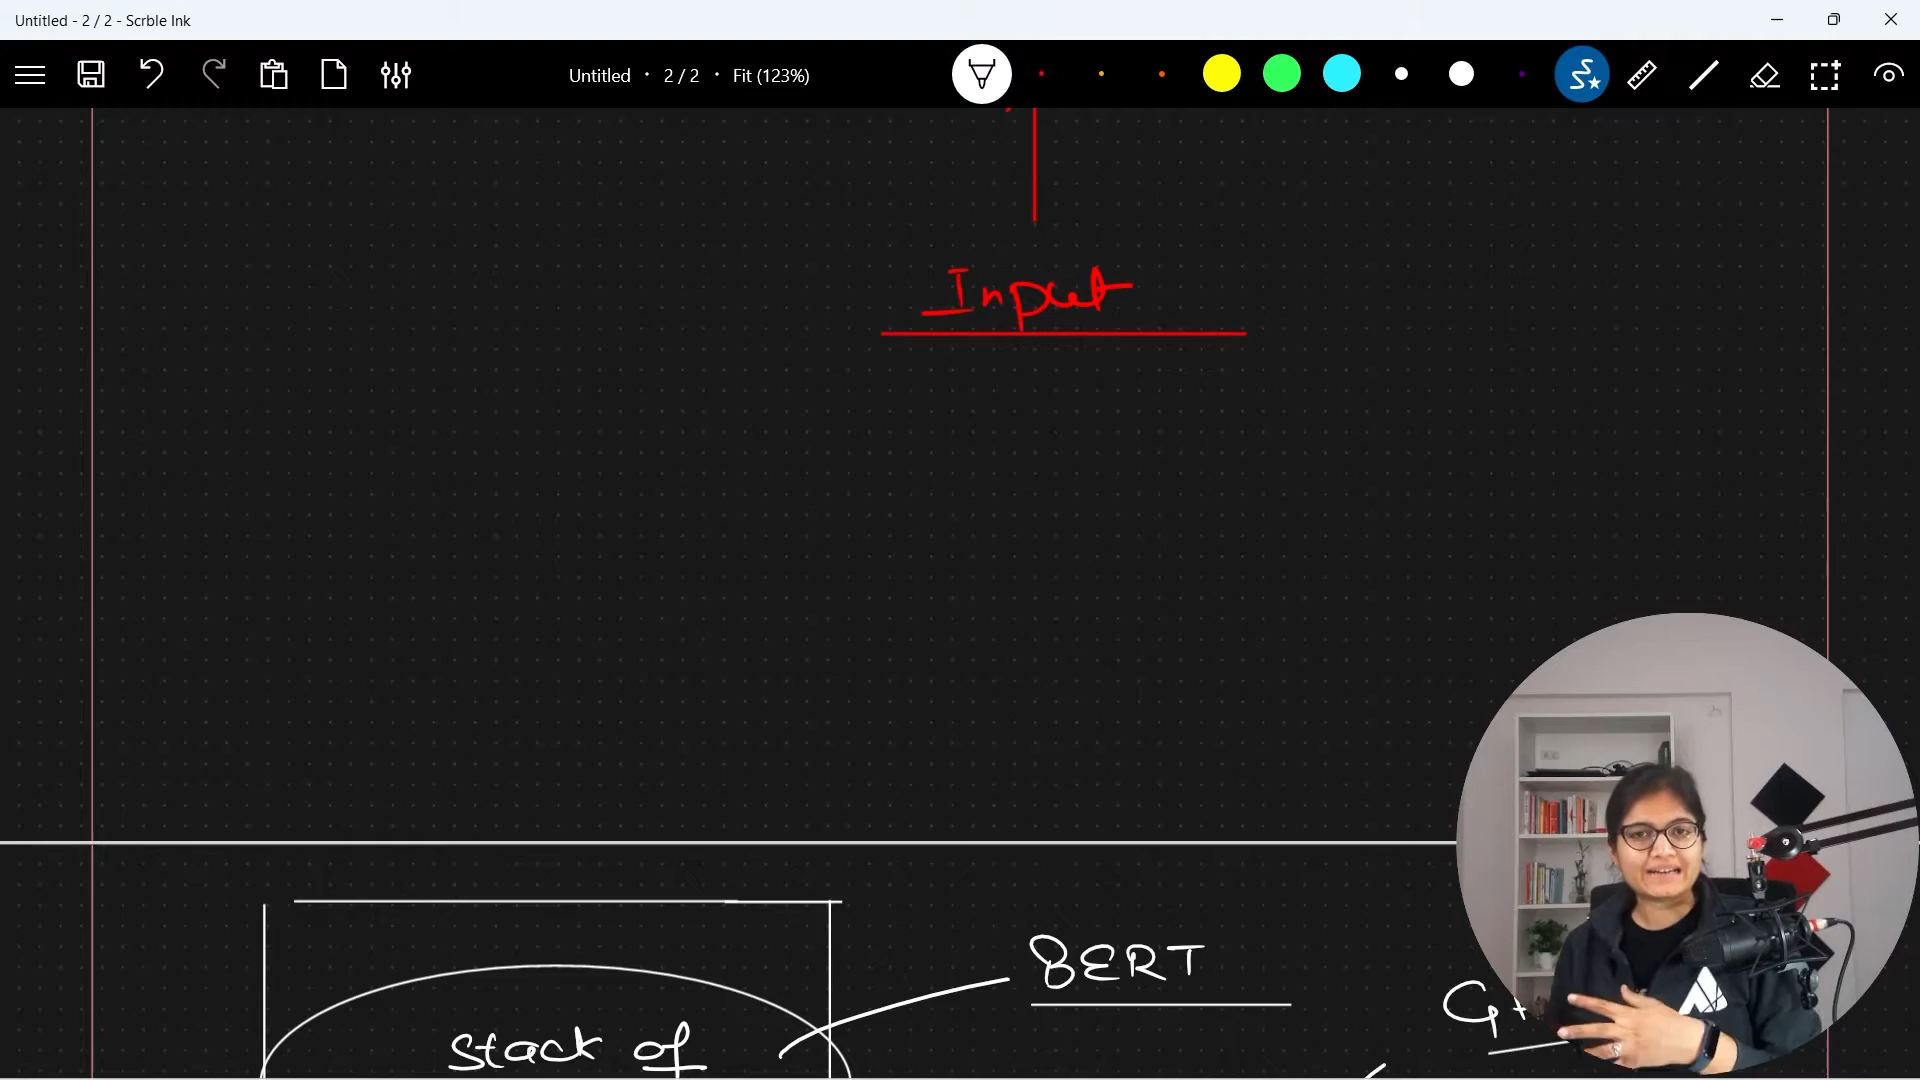 Untitled - 2 / 2 - Scrble Ink
Untitled • 2 / 2 • Fit (123%)
Input
BERT
stack of